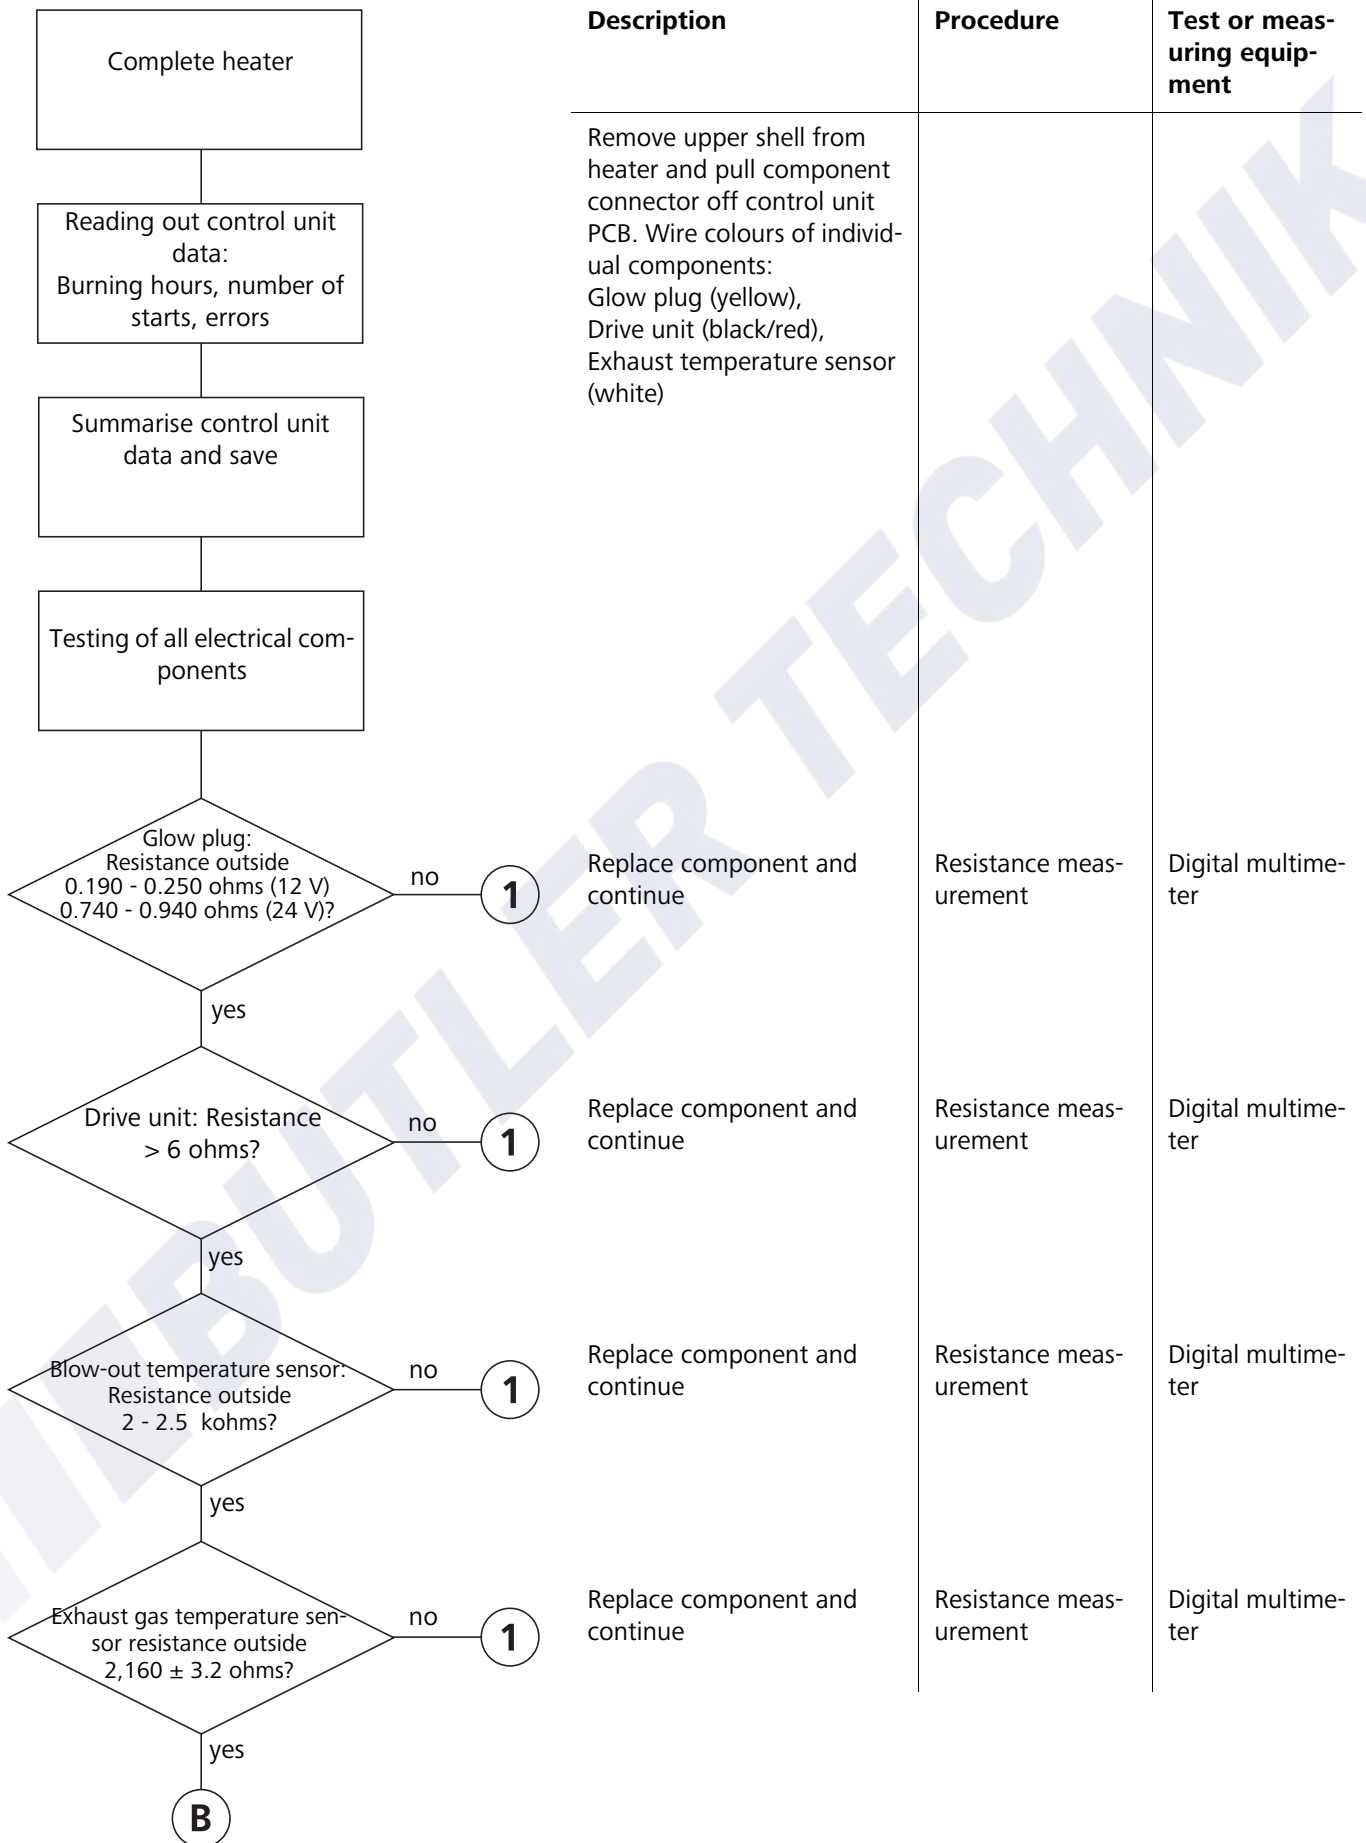 Complete heater
Reading out control unit
data:
Burning hours, number of
starts, errors
Summarise control unit
data and save
Testing of all electrical com-
ponents
Glow plug:
Resistance outside
0.190 - 0.250 ohms (12 V)
0.740 - 0.940 ohms (24 V)?
no
1
yes
Drive unit: Resistance
> 6 ohms?
no
1
yes
Blow-out temperature sensor:
Resistance outside
2 - 2.5 kohms?
no
1
yes
Exhaust gas temperature sen-
sor resistance outside
2,160 ± 3.2 ohms?
no
1
yes
B
Description
Procedure
Test or meas-
uring equip-
ment
Remove upper shell from
heater and pull component
connector off control unit
PCB. Wire colours of individ-
ual components:
Glow plug (yellow),
Drive unit (black/red),
Exhaust temperature sensor
(white)
Replace component and
continue
Resistance meas-
urement
Digital multime-
ter
Replace component and
continue
Resistance meas-
urement
Digital multime-
ter
Replace component and
continue
Resistance meas-
urement
Digital multime-
ter
Replace component and
continue
Resistance meas-
urement
Digital multime-
ter
BUTLER TECHNIK